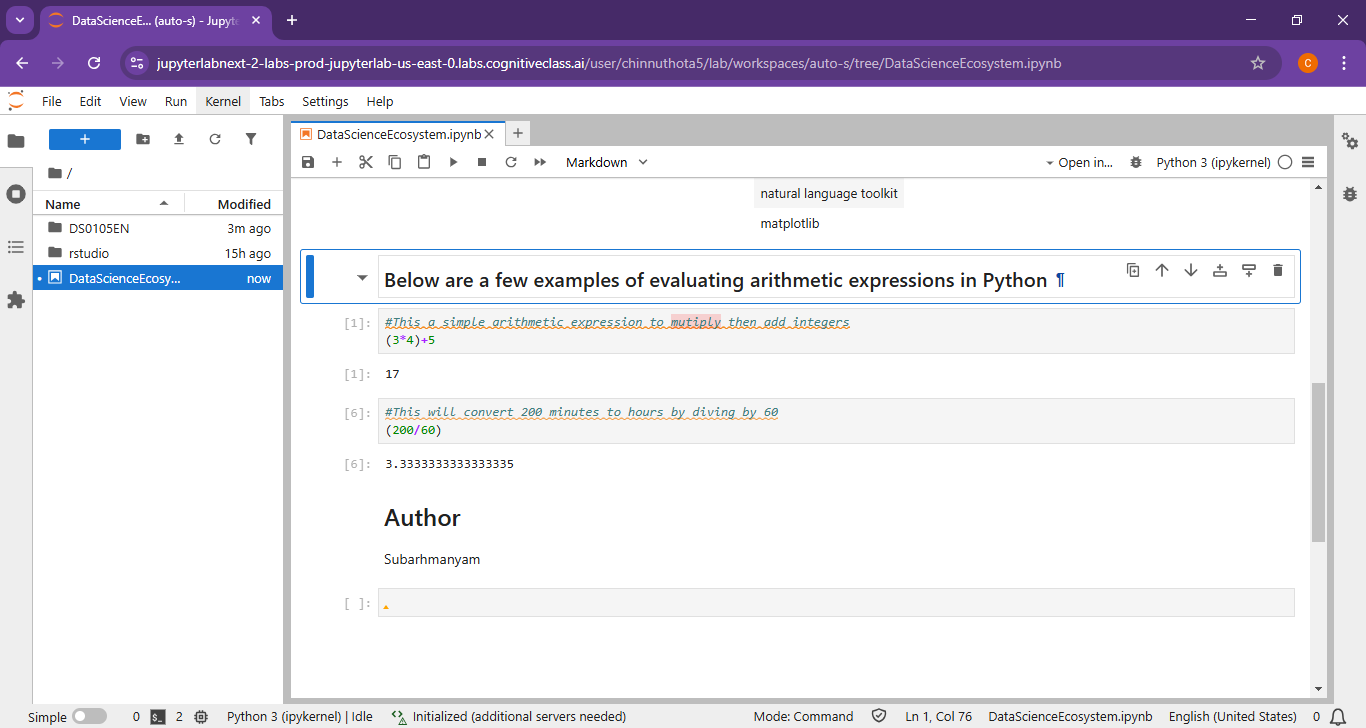 DataScienceE... (auto-s) - Jupyte
jupyterlabnext-2-labs-prod-jupyterlab-us-east-0.labs.cognitiveclass.ai/user/chinnuthota5/lab/workspaces/auto-s/tree/DataScienceEcosystem.ipynb
C
File Edit View Run Kernel Tabs Settings Help
DataScienceEcosystem.ipynb
Markdown
Open in...
Python 3 (ipykernel)
/
Name Modified
DS0105EN 3m ago
rstudio 15h ago
DataScienceEcosy... now
natural language toolkit
matplotlib
Below are a few examples of evaluating arithmetic expressions in Python ¶
[1]: #This a simple arithmetic expression to mutiply then add integers
(3*4)+5
[1]: 17
[6]: #This will convert 200 minutes to hours by diving by 60
(200/60)
[6]: 3.3333333333333335
Author
Subarhmanyam
[ ]:
Simple 0 $_ 2 Python 3 (ipykernel) | Idle Initialized (additional servers needed) Mode: Command Ln 1, Col 76 DataScienceEcosystem.ipynb English (United States) 0